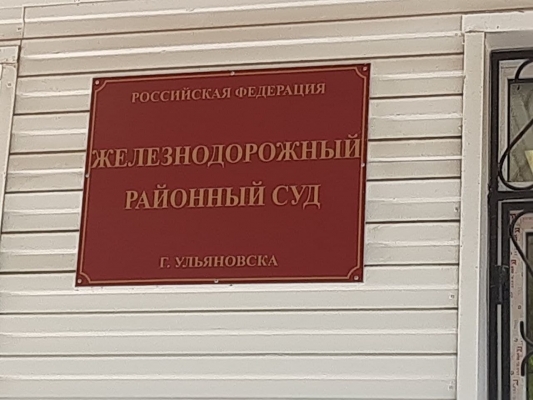 РОССИЙСКАЯ ФЕДЕРАЦИЯ
ЖЕЛЕЗНОДОРОЖНЫЙ
РАЙОННЫЙ СУД
Г. УЛЬЯНОВСКА